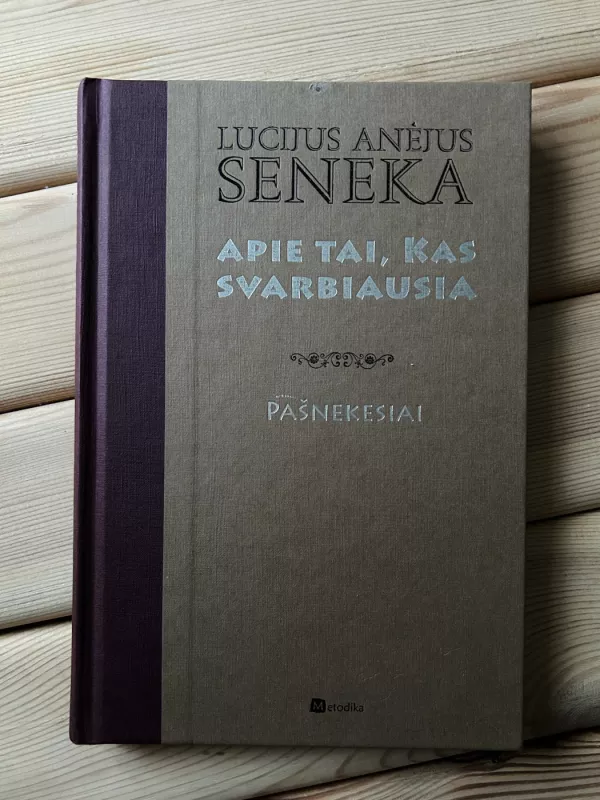 LUCIJUS ANĖJUS
SENEKA
APIE TAI, KAS
SVARBIAUSIA
PAŠNEKESIAI
Metodika